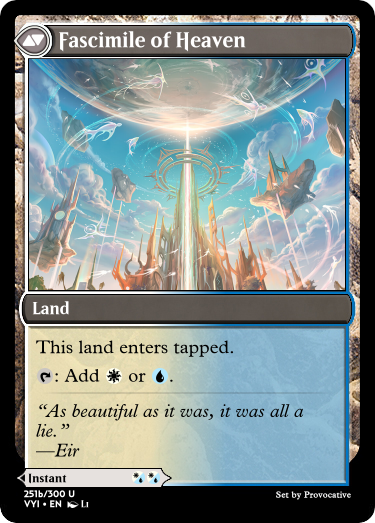 Fascimile of Heaven
Land
This land enters tapped.
: Add or .
“As beautiful as it was, it was all a
lie.”
—Eir
Instant
251b/300 U
VYI • EN LI
Set by Provocative